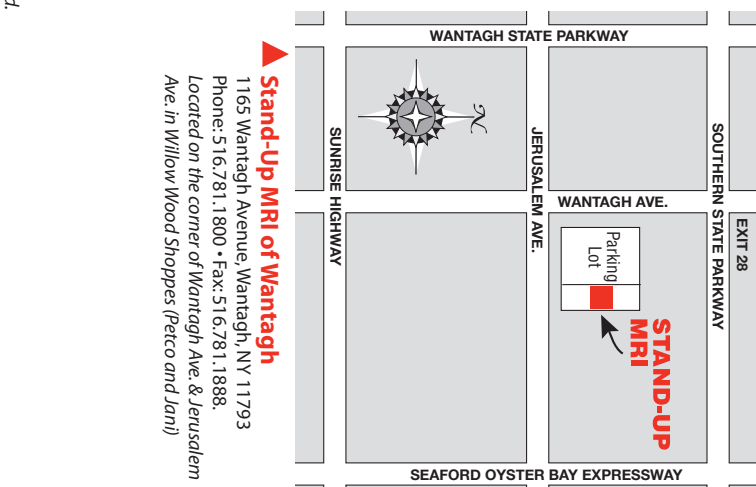 WANTAGH STATE PARKWAY
SOUTHERN STATE PARKWAY
EXIT 28
JERUSALEM AVE.
SUNRISE HIGHWAY
N
WANTAGH AVE.
Parking
Lot
STAND-UP
MRI
SEAFORD OYSTER BAY EXPRESSWAY
Stand-Up MRI of Wantagh
1165 Wantagh Avenue, Wantagh, NY 11793
Phone: 516.781.1800 • Fax: 516.781.1888.
Located on the corner of Wantagh Ave. & Jerusalem
Ave. in Willow Wood Shoppes (Petco and Jani)
d.